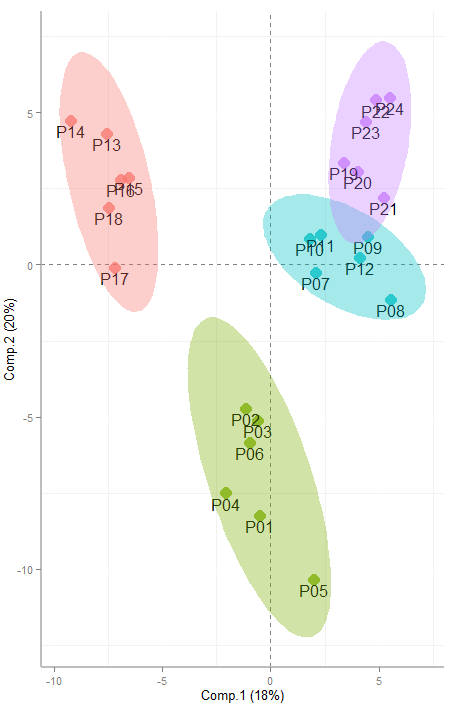 5
P14
P13
P22
P24
P23
P16
P15
P18
P19
P20
P21
0
P17
P10
P11
P09
P12
P07
P08
Comp.2 (20%)
-5
P02
P03
P06
P04
P01
-10
P05
-10
-5
0
5
Comp.1 (18%)